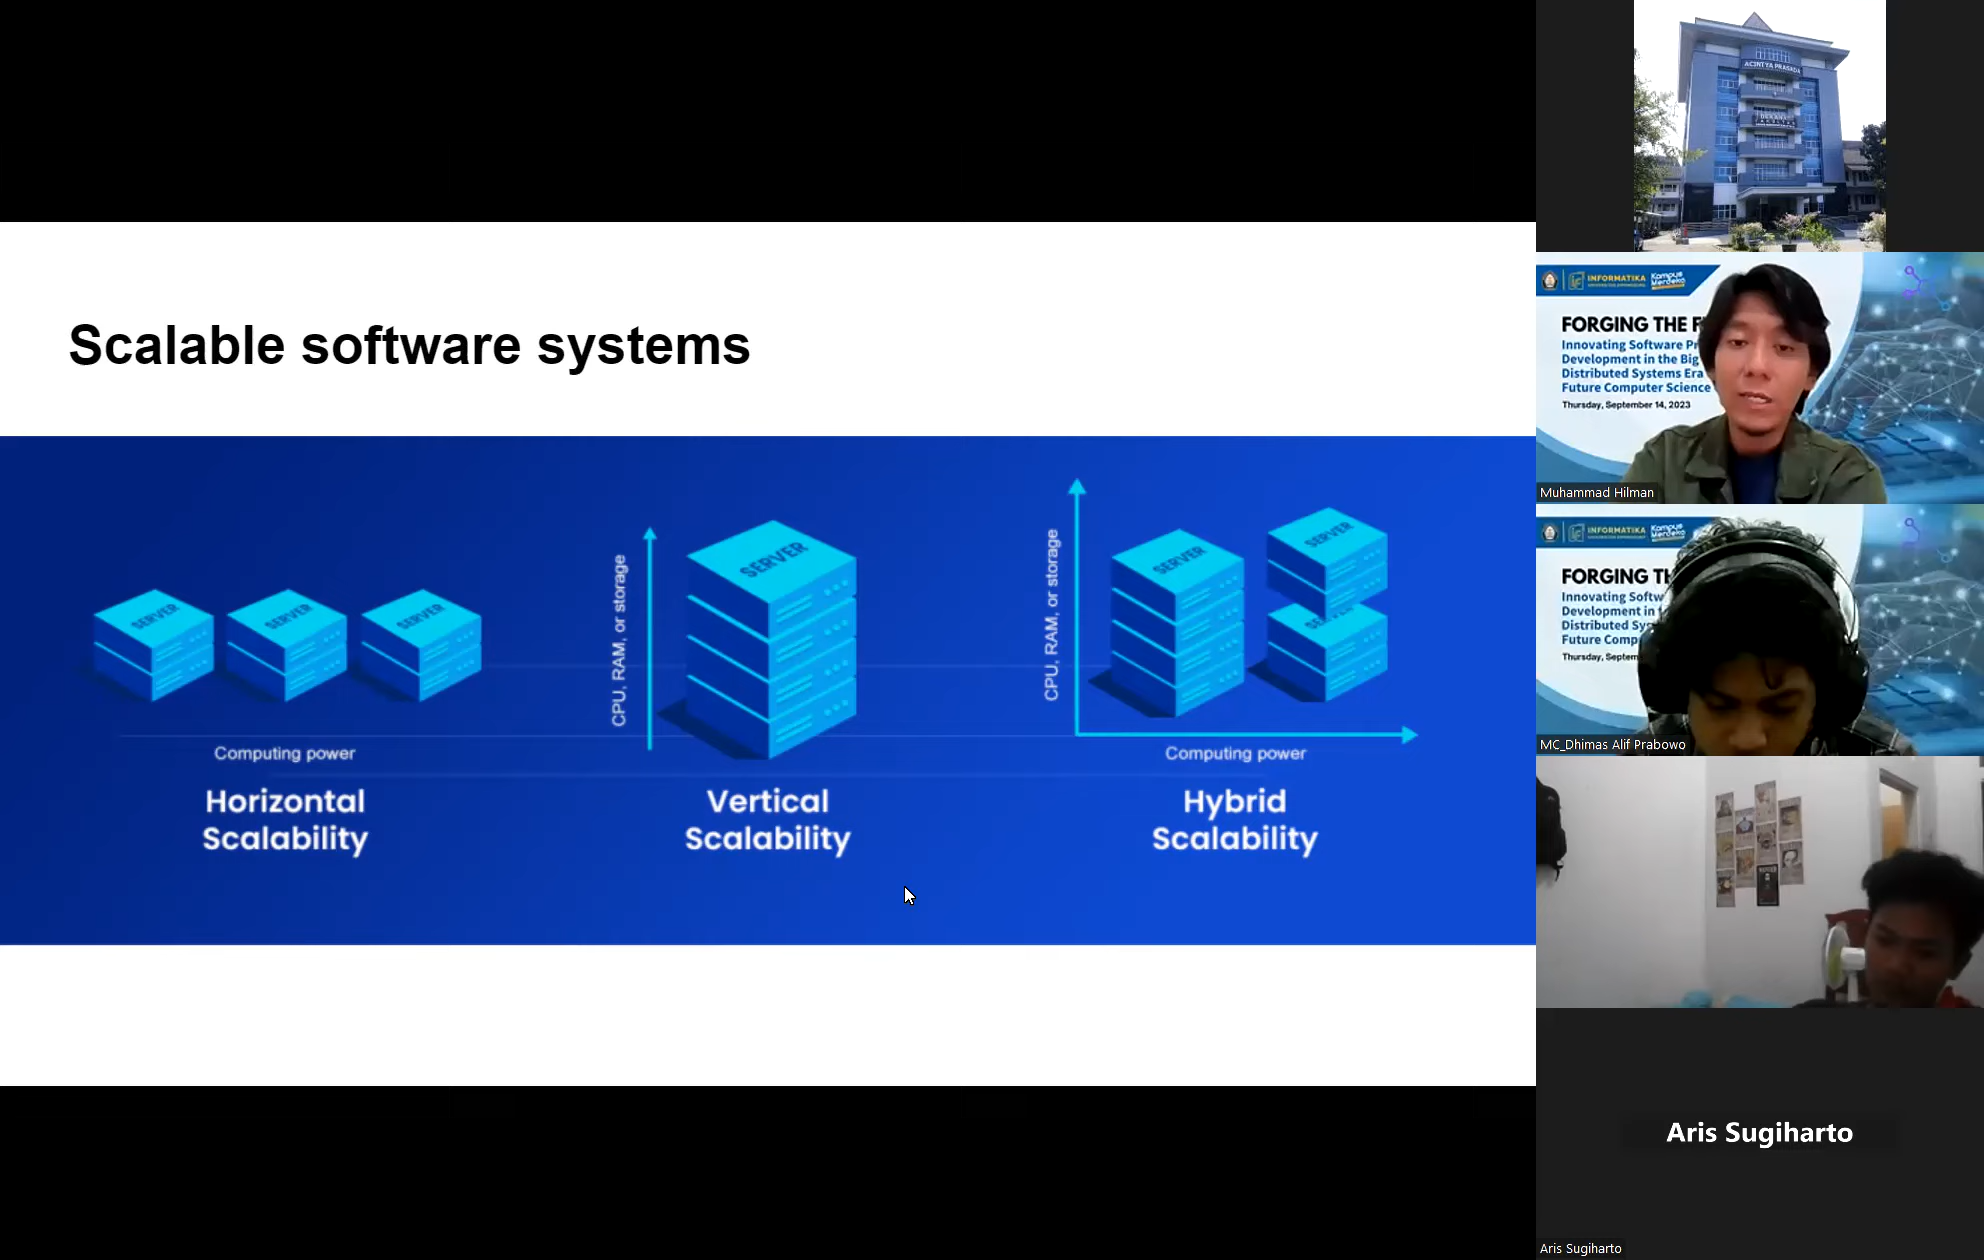 Scalable software systems
SERVER
SERVER
SERVER
Computing power
Horizontal
Scalability
CPU, RAM, or storage
SERVER
Vertical
Scalability
CPU, RAM, or storage
SERVER
SERVER
SERVER
Computing power
Hybrid
Scalability
ACINTYA PRASADA
INFORMATIKA
Kampus
Merdeka
FORGING THE F
Innovating Software Pr
Development in the Big
Distributed Systems Era
Future Computer Science
Thursday, September 14, 2023
Muhammad Hilman
INFORMATIKA
Kampus
Merdeka
FORGING TH
Innovating Softw
Development in
Distributed Sys
Future Comp
Thursday, Septem
MC_Dhimas Alif Prabowo
Aris Sugiharto
Aris Sugiharto